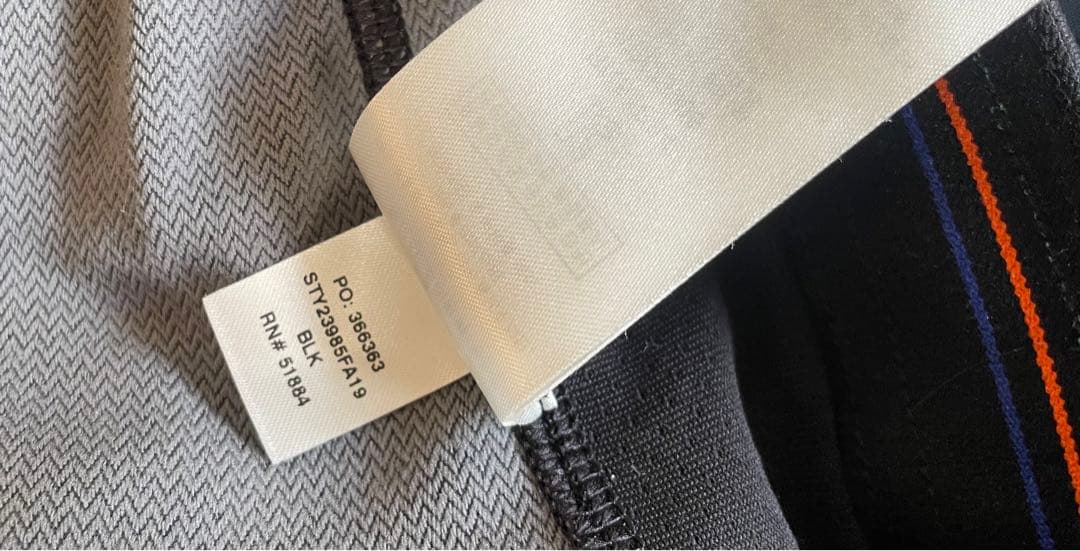 PO: 366363
STY23985FA19
BLK
RN# 51884